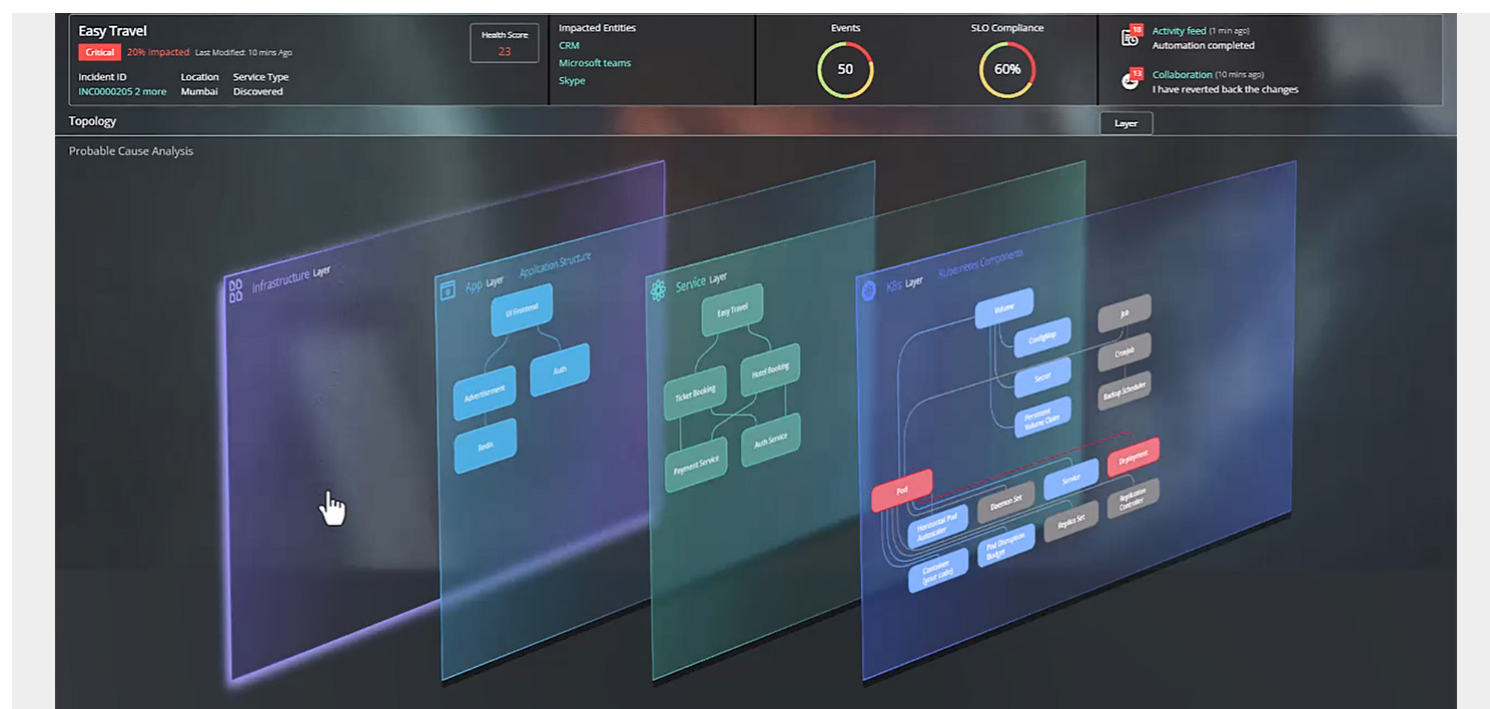 Easy Travel
Critical 20% impacted Last Modified: 10 mins Ago
Incident ID Location Service Type
INC0000205 2 more Mumbai Discovered
Health Score
23
Impacted Entities
CRM
Microsoft teams
Skype
Events
50
SLO Compliance
60%
18
Activity feed (1 min ago)
Automation completed
13
Collaboration (10 mins ago)
I have reverted back the changes
Topology
Layer
Probable Cause Analysis
Infrastructure Layer
App Layer Application Structure
UI Frontend
Auth
Advertisement
Redis
Service Layer
Easy Travel
Hotel Booking
Ticket Booking
Auth Service
Payment Service
K8s Layer Kubernetes Components
Volume
Job
ConfigMap
CronJob
Secret
Backup Scheduler
Persistent
Volume Claim
Deployment
Service
Pod
Daemon Set
Replication
Controller
Replica Set
Horizontal Pod
Autoscaler
Pod Disruption
Budget
Container
(your code)